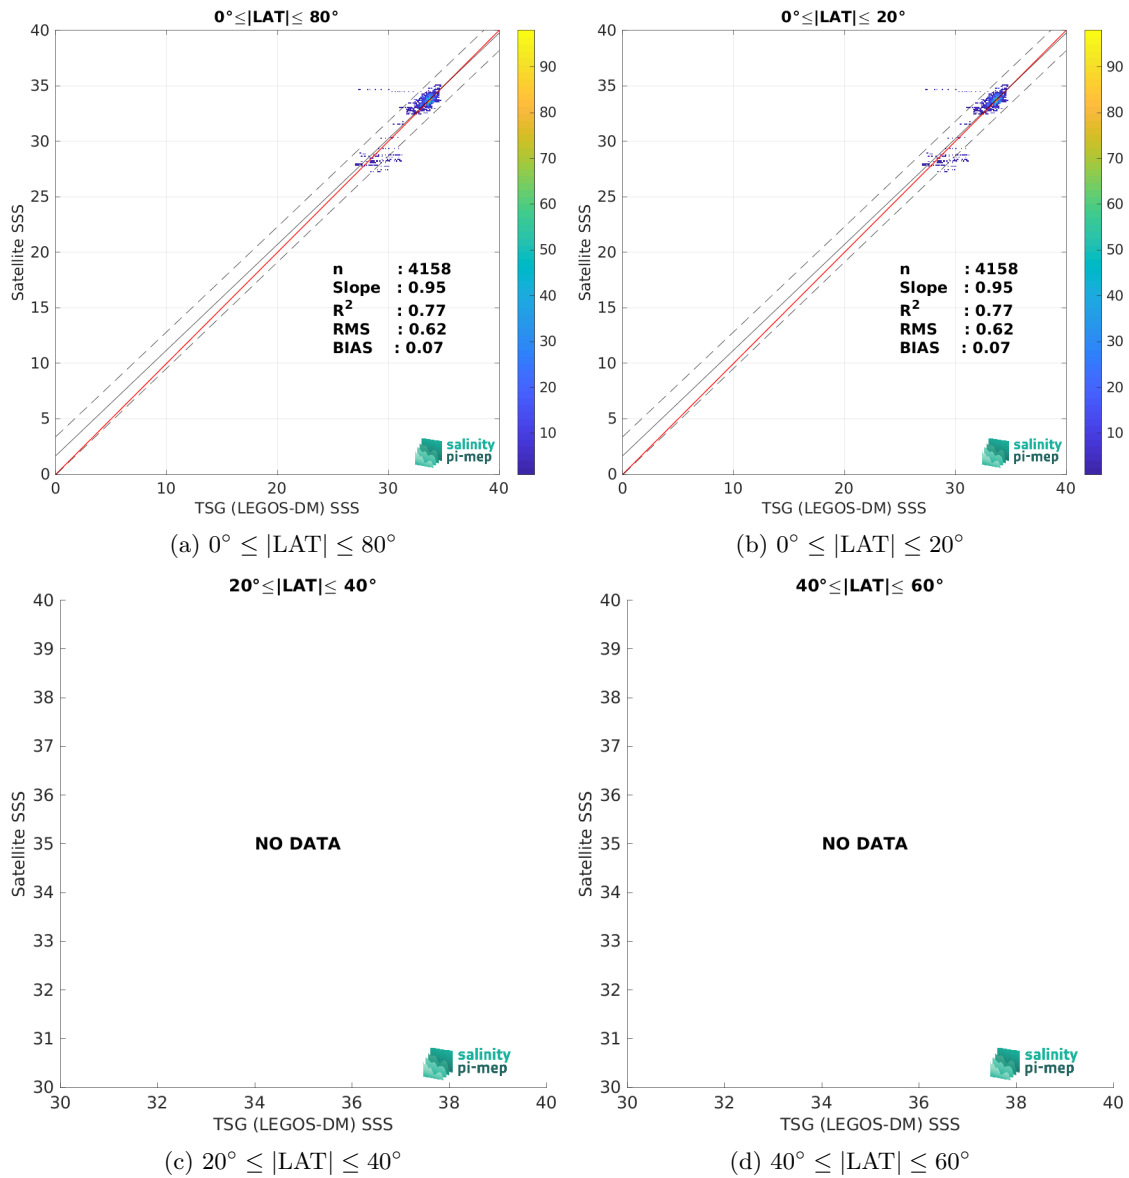 0°≤|LAT|≤ 80°
40
35
30
25
20
15
10
5
0
Satellite SSS
0
10
20
30
40
TSG (LEGOS-DM) SSS
90
80
70
60
50
40
30
20
10
n : 4158
Slope : 0.95
R² : 0.77
RMS : 0.62
BIAS : 0.07
salinity
pi-mep
(a) 0° ≤ |LAT| ≤ 80°
0°≤|LAT|≤ 20°
40
35
30
25
20
15
10
5
0
Satellite SSS
0
10
20
30
40
TSG (LEGOS-DM) SSS
90
80
70
60
50
40
30
20
10
n : 4158
Slope : 0.95
R² : 0.77
RMS : 0.62
BIAS : 0.07
salinity
pi-mep
(b) 0° ≤ |LAT| ≤ 20°
20°≤|LAT|≤ 40°
40
39
38
37
36
35
34
33
32
31
30
Satellite SSS
NO DATA
salinity
pi-mep
30
32
34
36
38
40
TSG (LEGOS-DM) SSS
(c) 20° ≤ |LAT| ≤ 40°
40°≤|LAT|≤ 60°
40
39
38
37
36
35
34
33
32
31
30
Satellite SSS
NO DATA
salinity
pi-mep
30
32
34
36
38
40
TSG (LEGOS-DM) SSS
(d) 40° ≤ |LAT| ≤ 60°